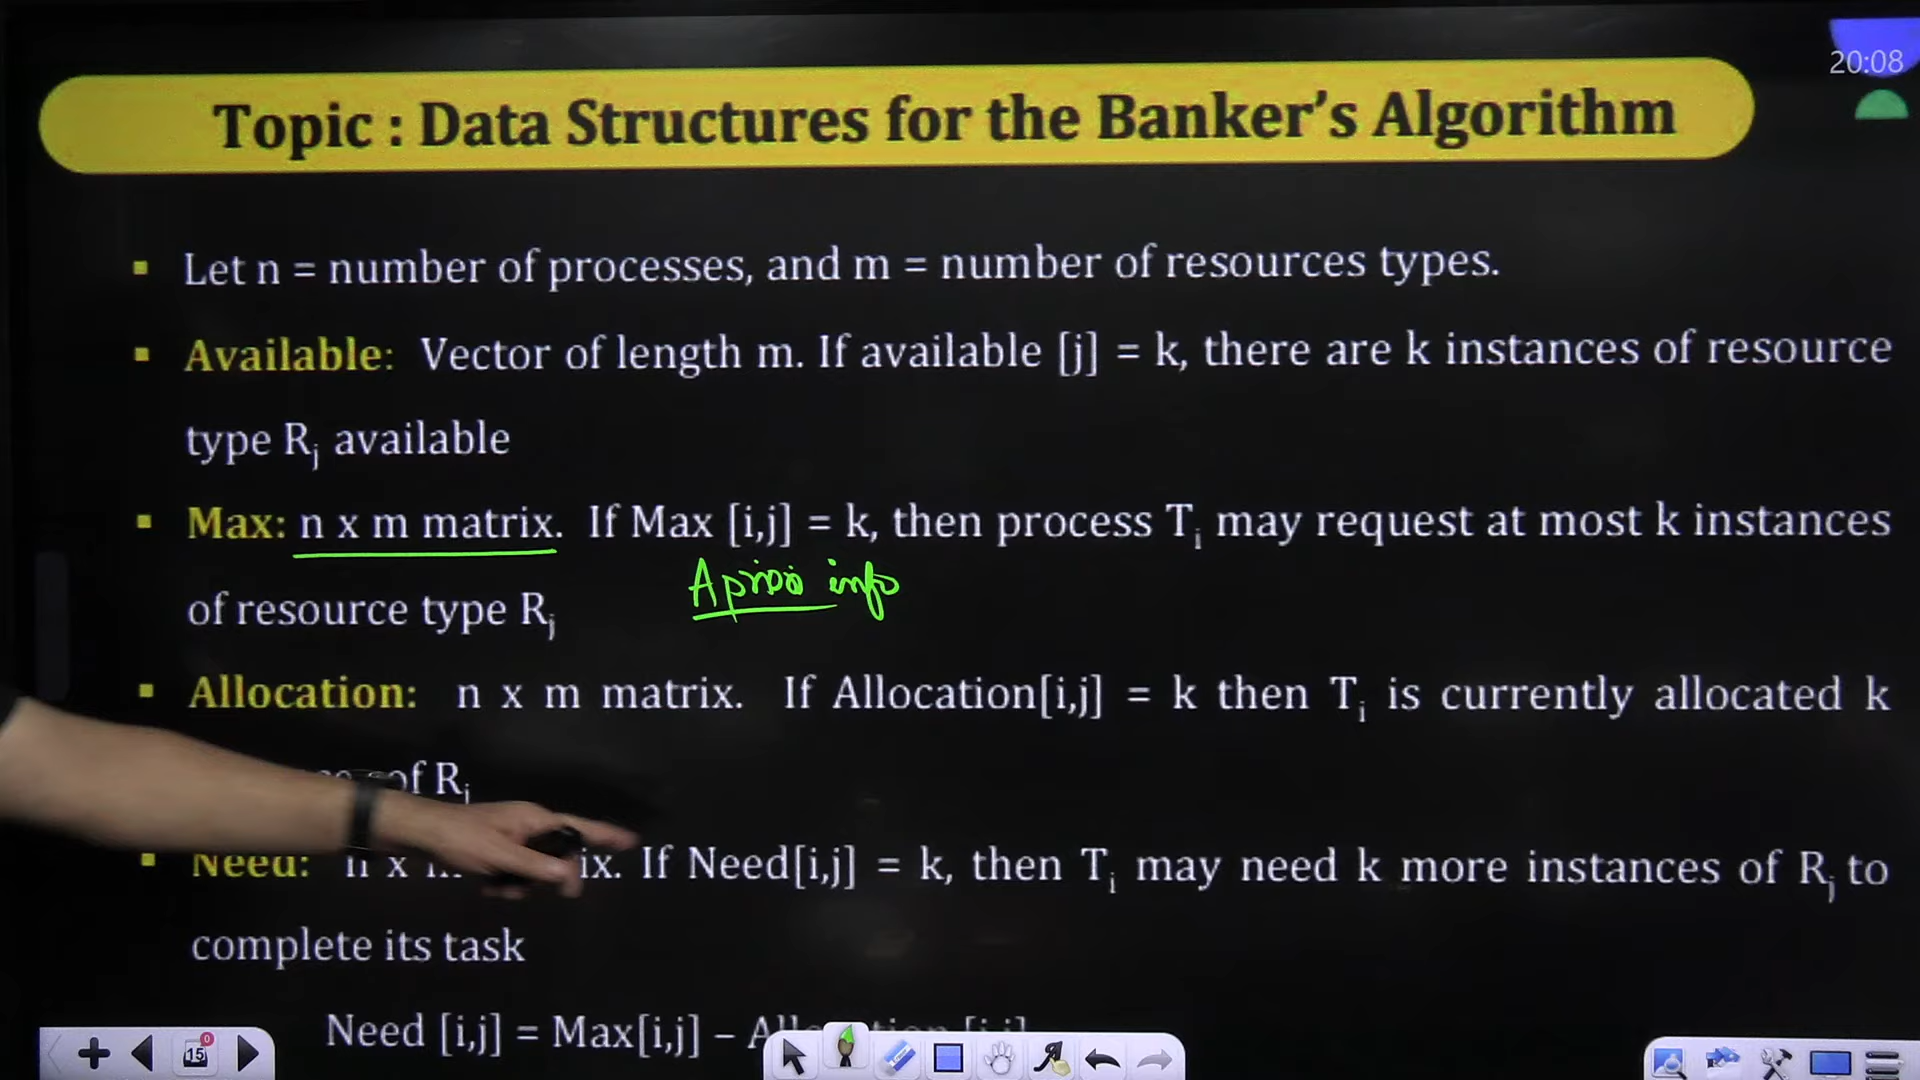 20:08
Topic : Data Structures for the Banker's Algorithm
▪ Let n = number of processes, and m = number of resources types.
▪ Available: Vector of length m. If available [j] = k, there are k instances of resource
type Rj available
▪ Max: n x m matrix. If Max [i,j] = k, then process Ti may request at most k instances
Apriori info
of resource type Rj
▪ Allocation: n x m matrix. If Allocation[i,j] = k then Ti is currently allocated k
of Rj
▪ Need: n x If Need[i,j] = k, then Ti may need k more instances of Rj to
complete its task
Need [i,j] = Max[i,j] –
15
0